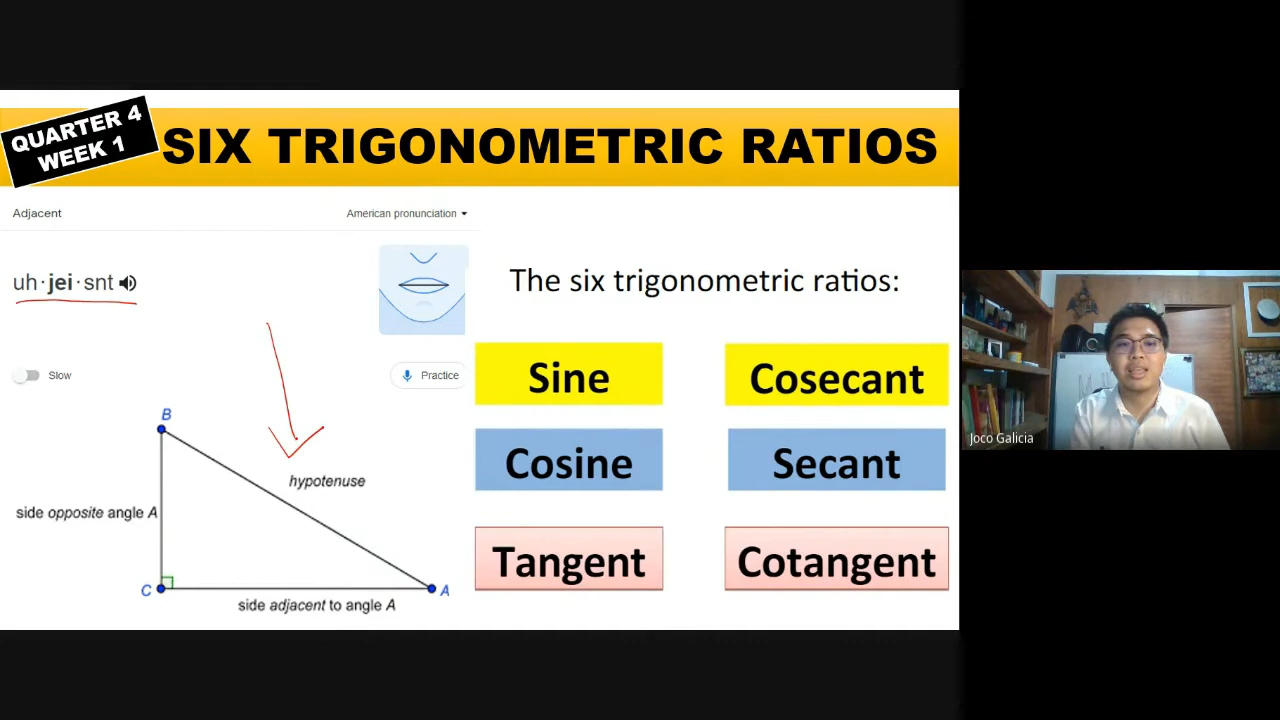 QUARTER 4
WEEK 1
SIX TRIGONOMETRIC RATIOS
Adjacent
American pronunciation
uh · jei · snt
Slow
Practice
B
hypotenuse
side opposite angle A
C
A
side adjacent to angle A
The six trigonometric ratios:
Sine
Cosecant
Cosine
Secant
Tangent
Cotangent
Joco Galicia